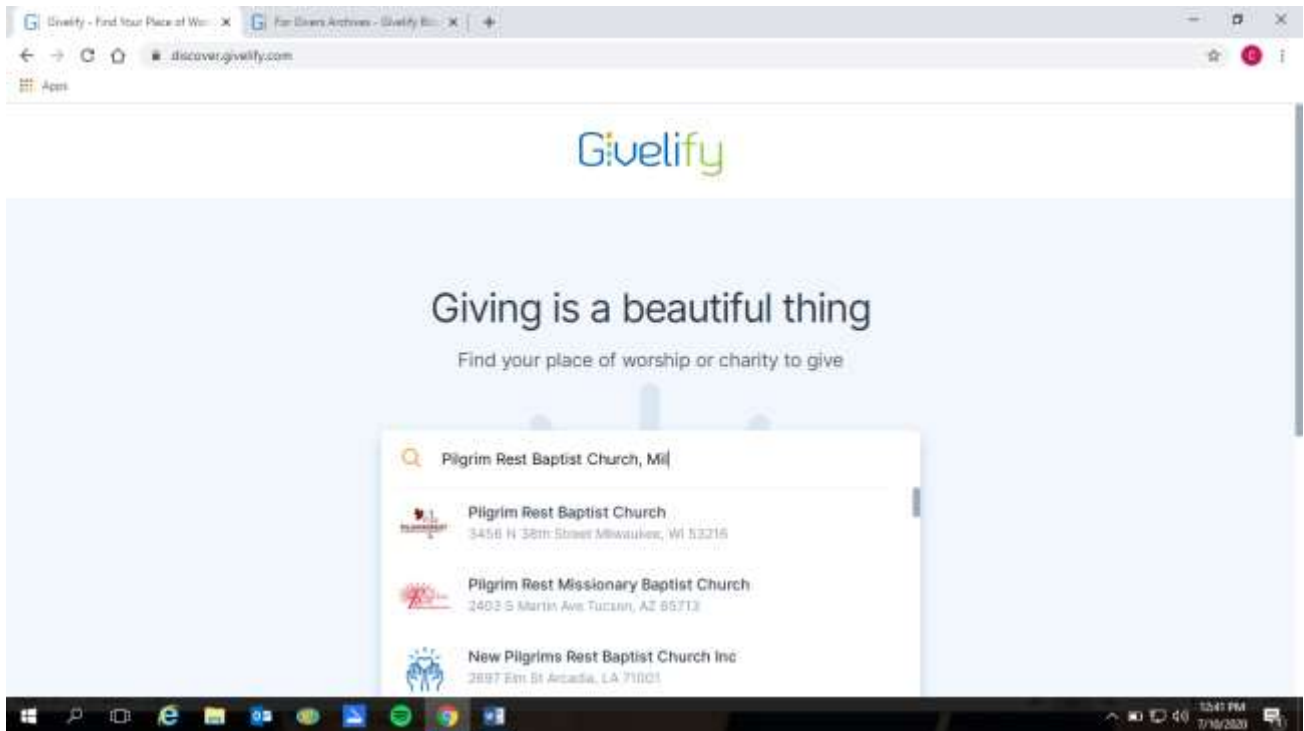 Givelify - Find Your Place of Wor
For Givers Archives - Givelify Blo
discover.givelify.com
C
Apps
Givelify
Giving is a beautiful thing
Find your place of worship or charity to give
Pilgrim Rest Baptist Church, Mil
Pilgrim Rest Baptist Church
3456 N 38th Street Milwaukee, WI 53216
Pilgrim Rest Missionary Baptist Church
2403 S Martin Ave Tucson, AZ 85713
New Pilgrims Rest Baptist Church Inc
2697 Elm St Arcadia, LA 71001
7/10/2020